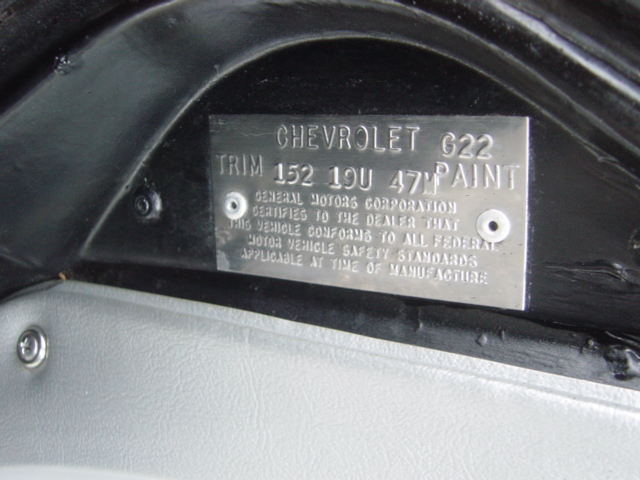 CHEVROLET G22
TRIM 152 19U 47M PAINT
GENERAL MOTORS CORPORATION
CERTIFIES TO THE DEALER THAT
THIS VEHICLE CONFORMS TO ALL FEDERAL
MOTOR VEHICLE SAFETY STANDARDS
APPLICABLE AT TIME OF MANUFACTURE